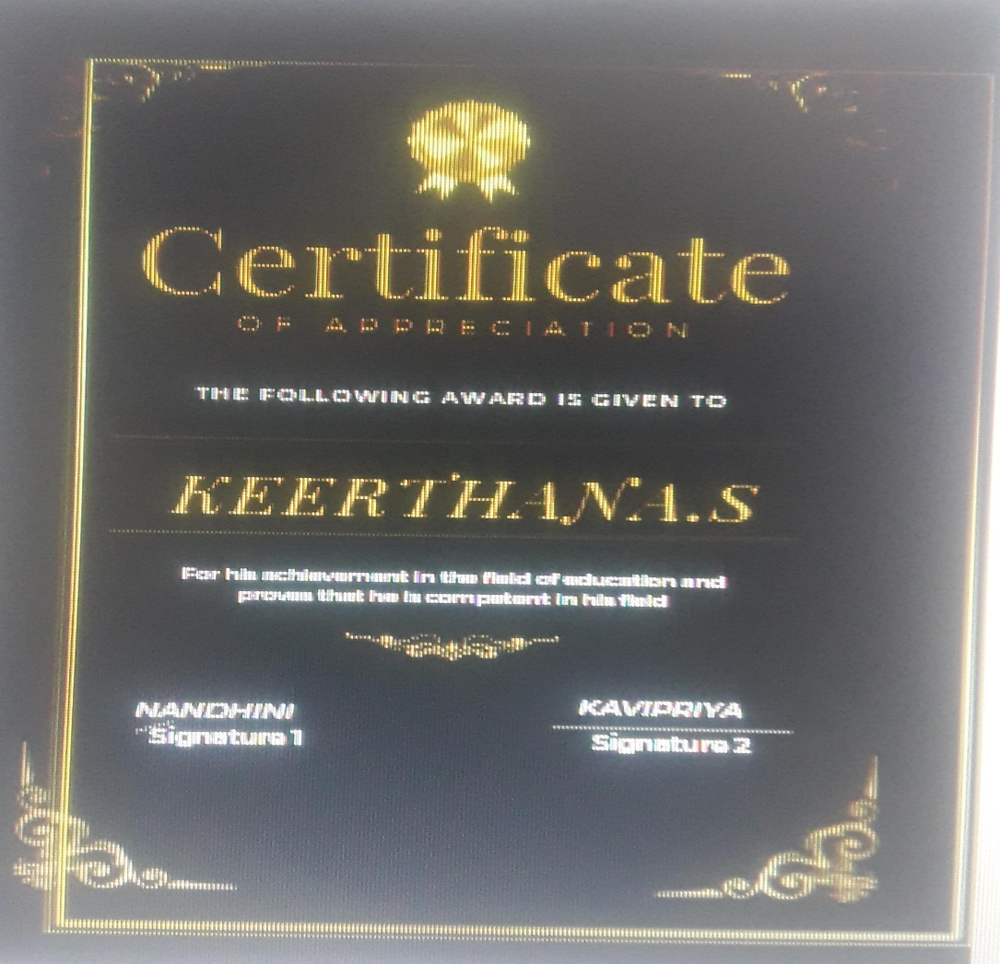 Certificate
OF APPRECIATION
THE FOLLOWING AWARD IS GIVEN TO
KEERTHANA.S
For his achievement in the field of education and
proves that he is competent in his field
NANDHINI
KAVIPRIYA
Signature 1
Signature 2